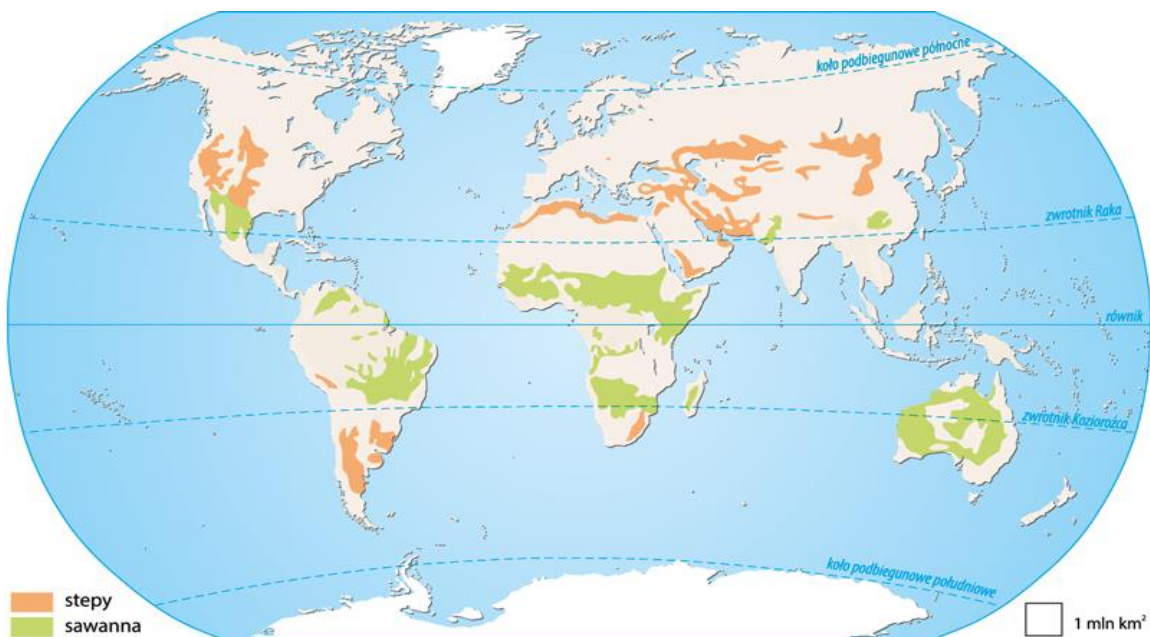 koło podbiegunowe północne
zwrotnik Raka
równik
zwrotnik Koziorożca
koło podbiegunowe południowe
stepy
sawanna
1 mln km²